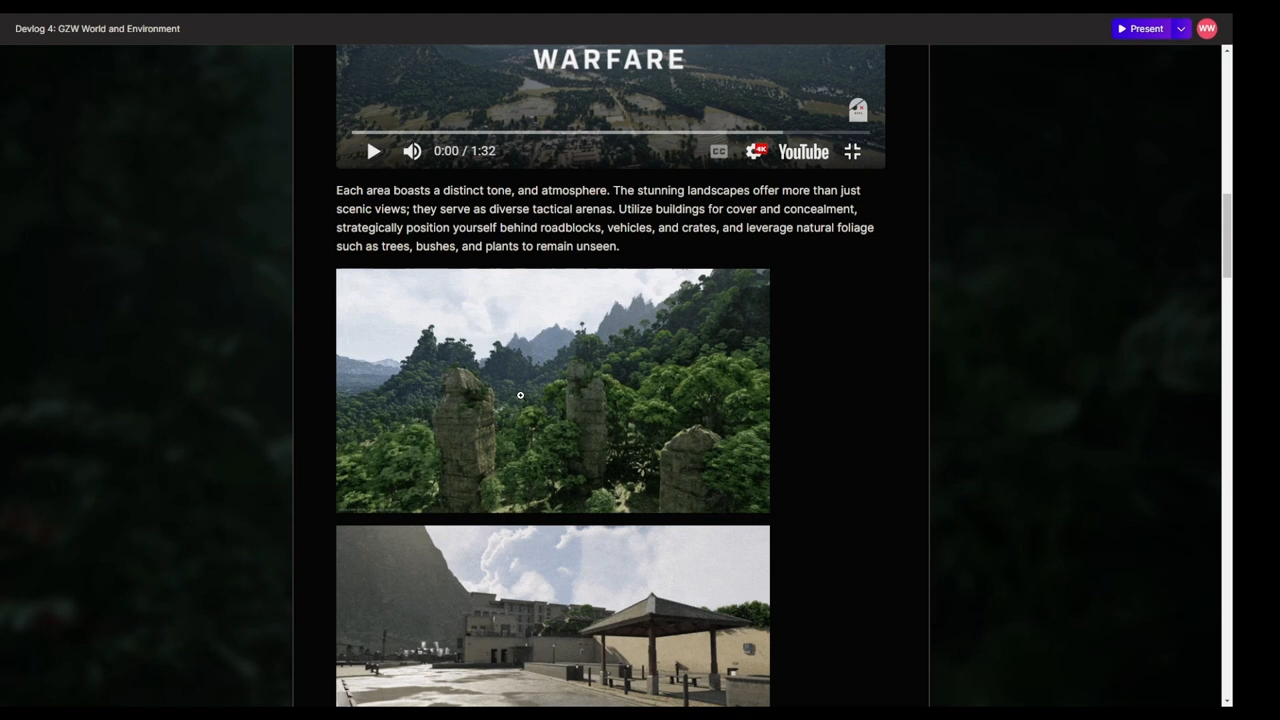 Devlog 4: GZW World and Environment
Present
WW
WARFARE
0:00 / 1:32
CC
4K
YouTube
Each area boasts a distinct tone, and atmosphere. The stunning landscapes offer more than just
scenic views; they serve as diverse tactical arenas. Utilize buildings for cover and concealment,
strategically position yourself behind roadblocks, vehicles, and crates, and leverage natural foliage
such as trees, bushes, and plants to remain unseen.